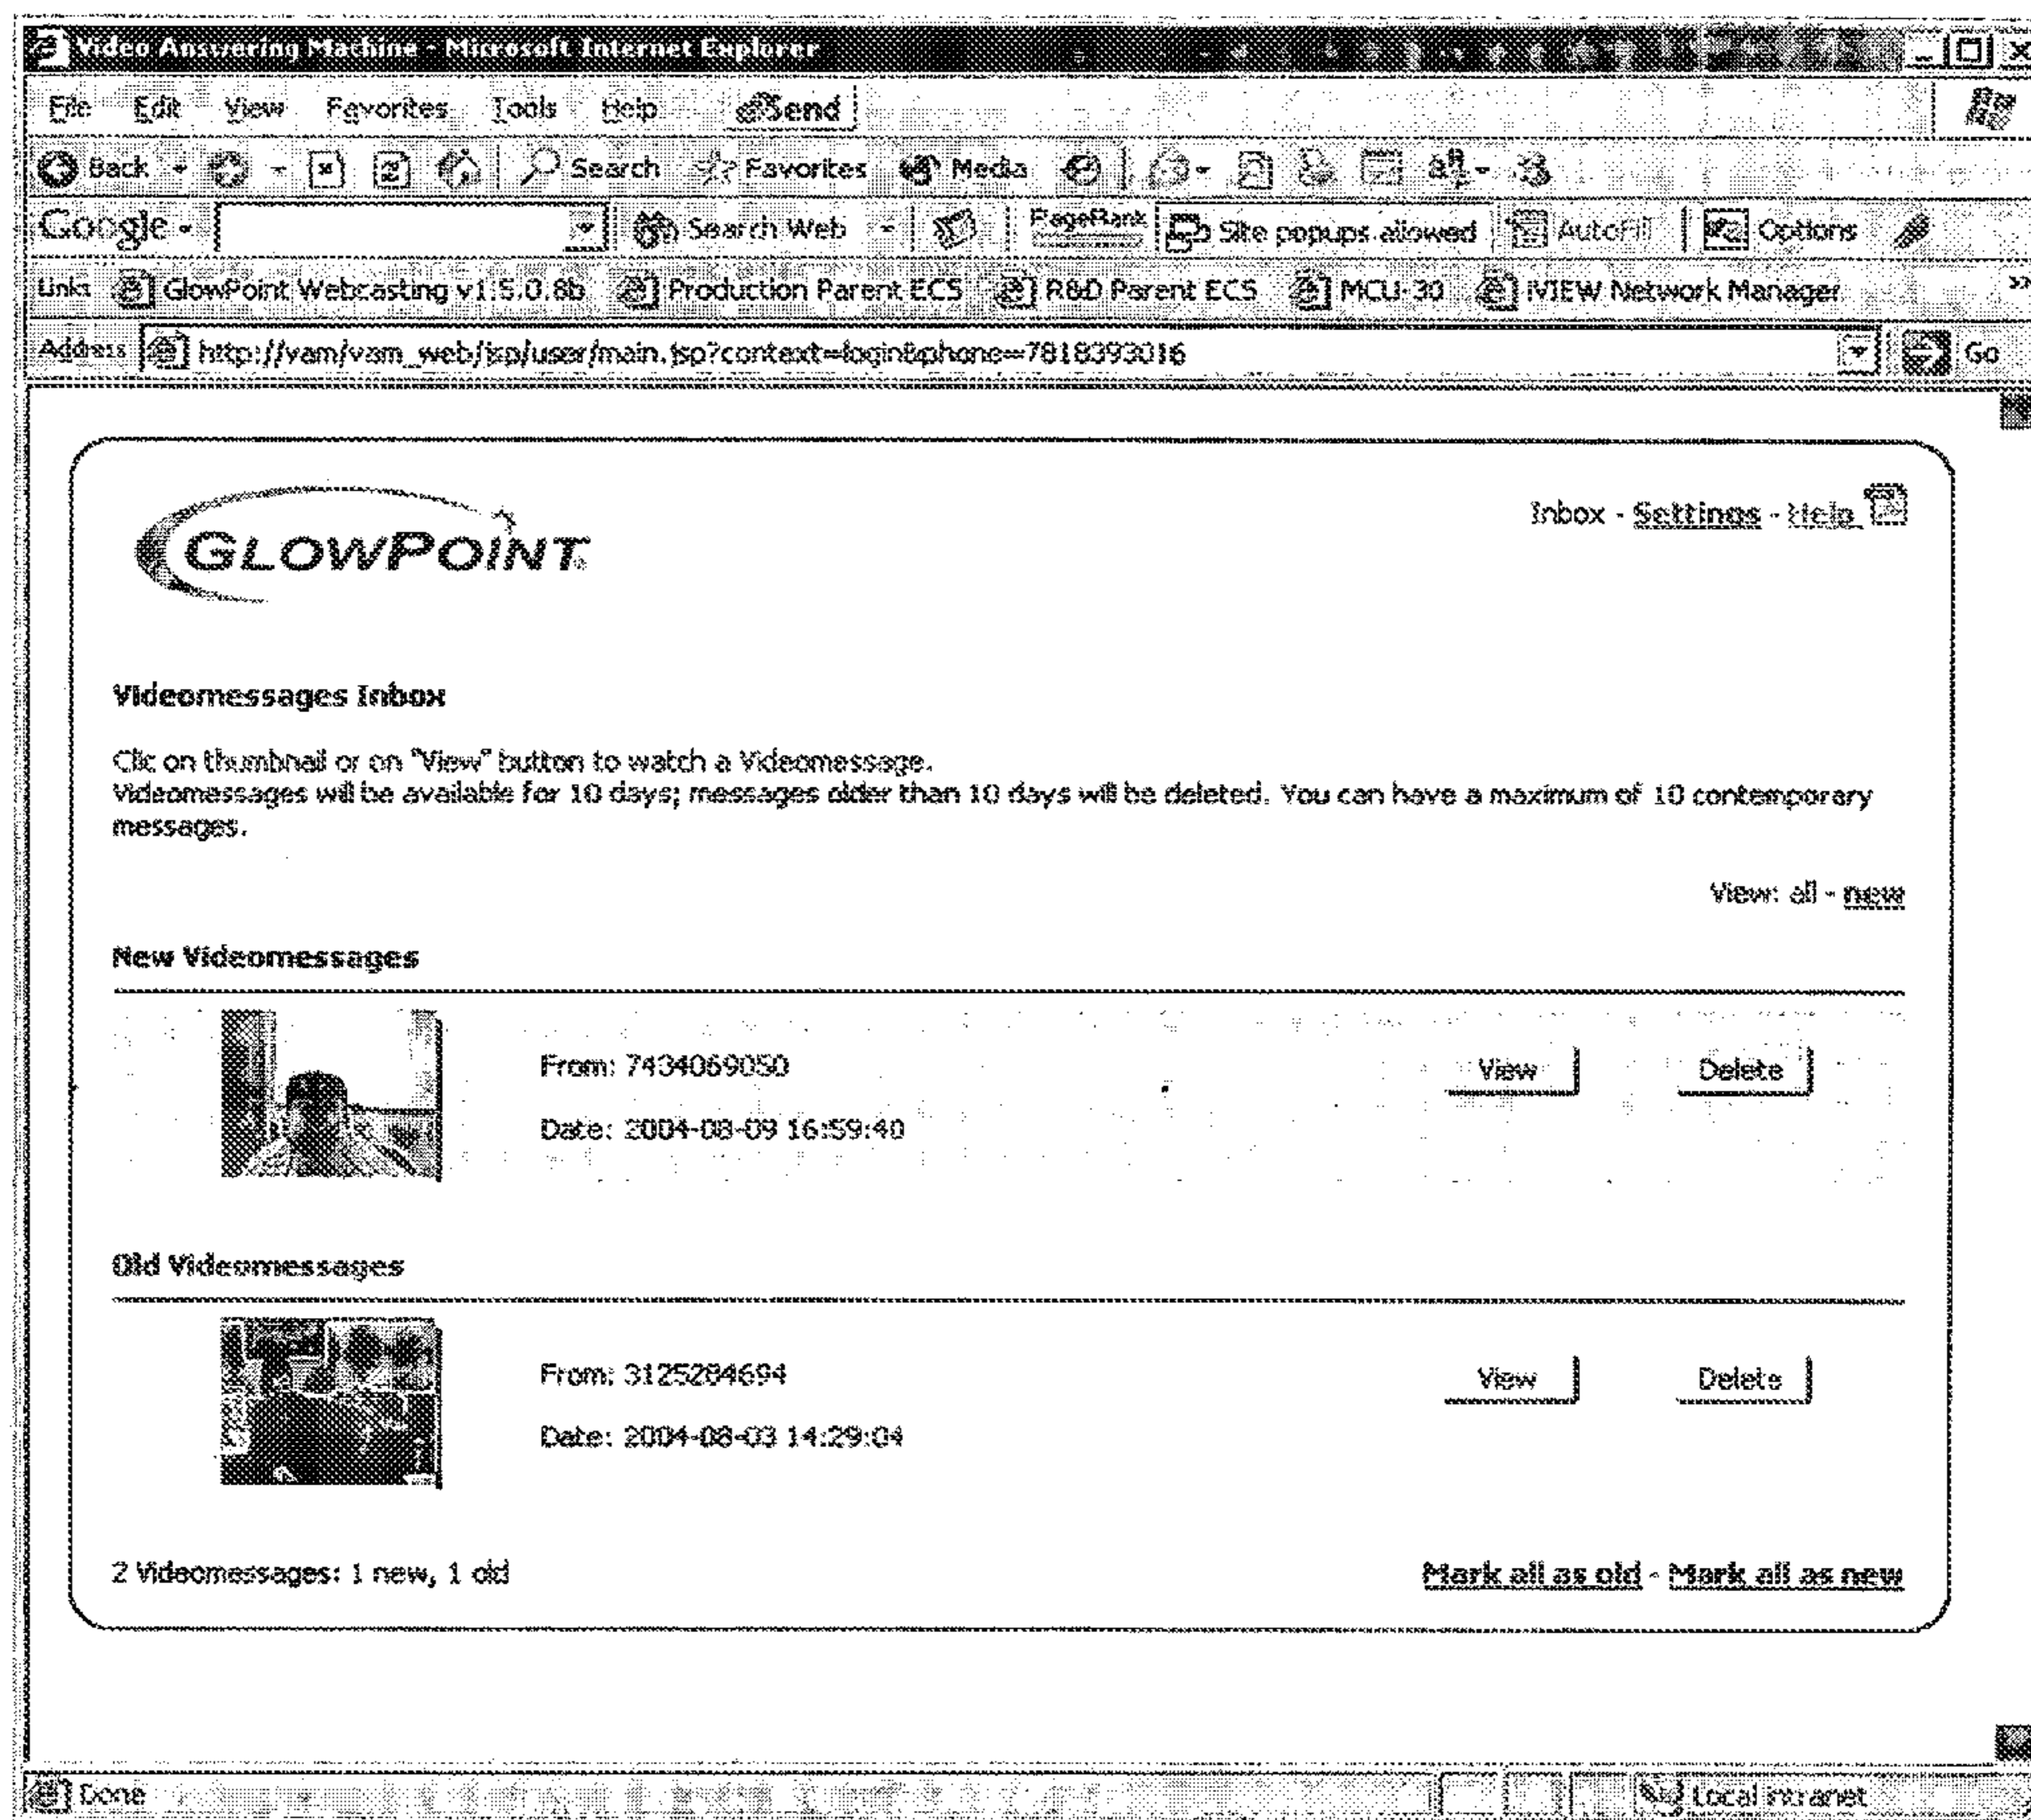 Video Answering Machine - Microsoft Internet Explorer
File Edit View Favorites Tools Help Send
Back Search Favorites Media
Google Search Web PageRank Site popups allowed AutoFill Options
Links GlowPoint Webcasting v1.5.0.8b Production Parent ECS R&D Parent ECS MCU-30 iVIEW Network Manager
Address http://vam/vam_web/jsp/user/main.jsp?context=login&phone=7818393016 Go
Inbox - Settings - Help
GLOWPOINT
Videomessages Inbox
Clic on thumbnail or on "View" button to watch a Videomessage.
Videomessages will be available for 10 days; messages older than 10 days will be deleted. You can have a maximum of 10 contemporary
messages.
View: all - new
New Videomessages
From: 7434069050 View Delete
Date: 2004-08-09 16:59:40
Old Videomessages
From: 3125284694 View Delete
Date: 2004-08-03 14:29:04
2 Videomessages: 1 new, 1 old Mark all as old - Mark all as new
Done Local intranet